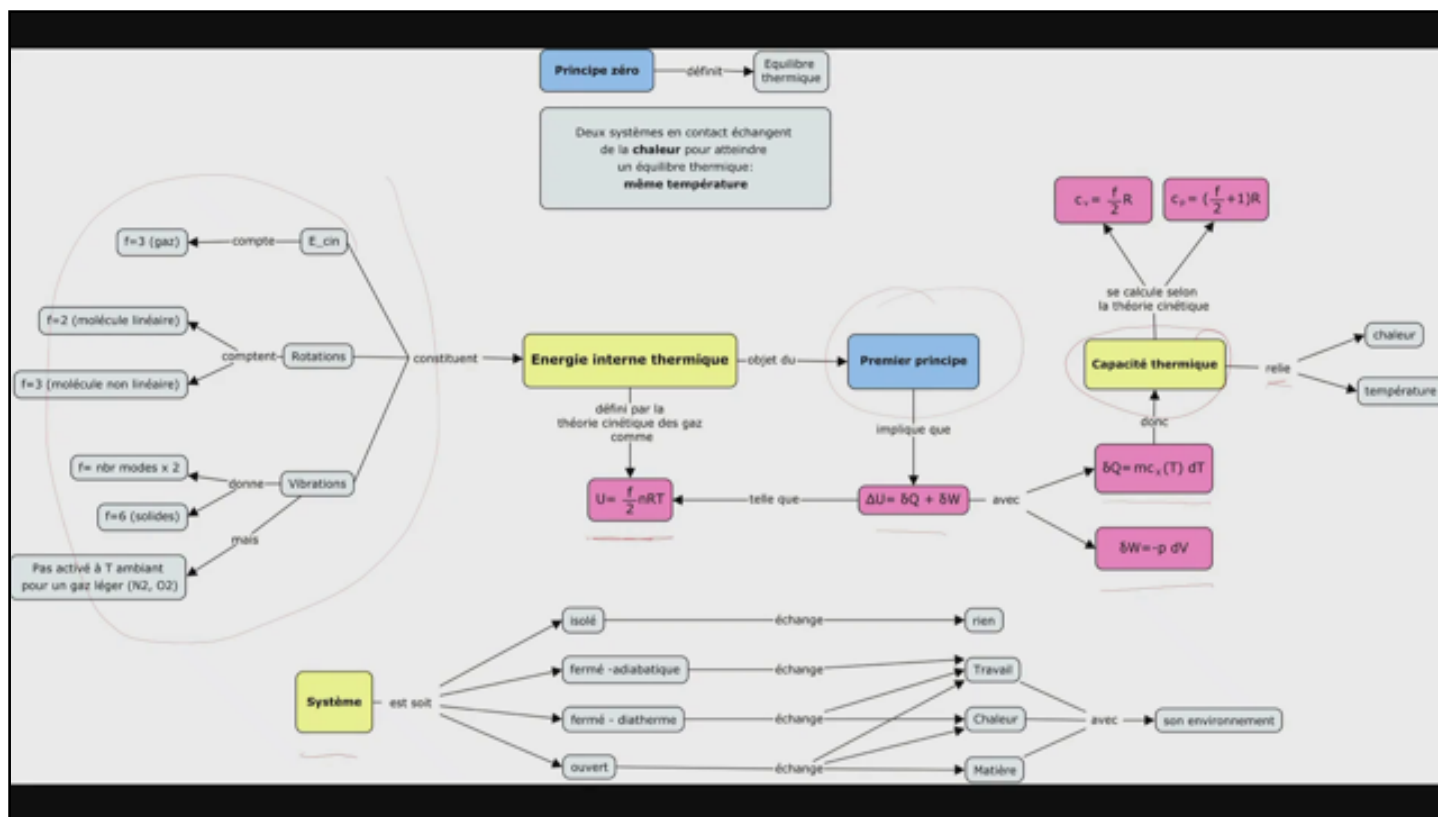 Principe zéro
définit
Equilibre
thermique
Deux systèmes en contact échangent
de la chaleur pour atteindre
un équilibre thermique:
même température
f=3 (gaz)
compte
E_cin
f=2 (molécule linéaire)
comptent
Rotations
f=3 (molécule non linéaire)
f= nbr modes x 2
donne
Vibrations
f=6 (solides)
mais
Pas activé à T ambiant
pour un gaz léger (N2, O2)
constituent
Energie interne thermique
objet du
Premier principe
défini par la
théorie cinétique des gaz
comme
implique que
U= f/2 nRT
telle que
ΔU= δQ + δW
avec
δQ=mcₓ(T) dT
δW=-p dV
donc
Capacité thermique
se calcule selon
la théorie cinétique
cᵥ= f/2 R
cₚ= (f/2 +1)R
relie
chaleur
température
Système
est soit
isolé
échange
rien
fermé -adiabatique
échange
Travail
fermé - diatherme
échange
Chaleur
avec
son environnement
ouvert
échange
Matière